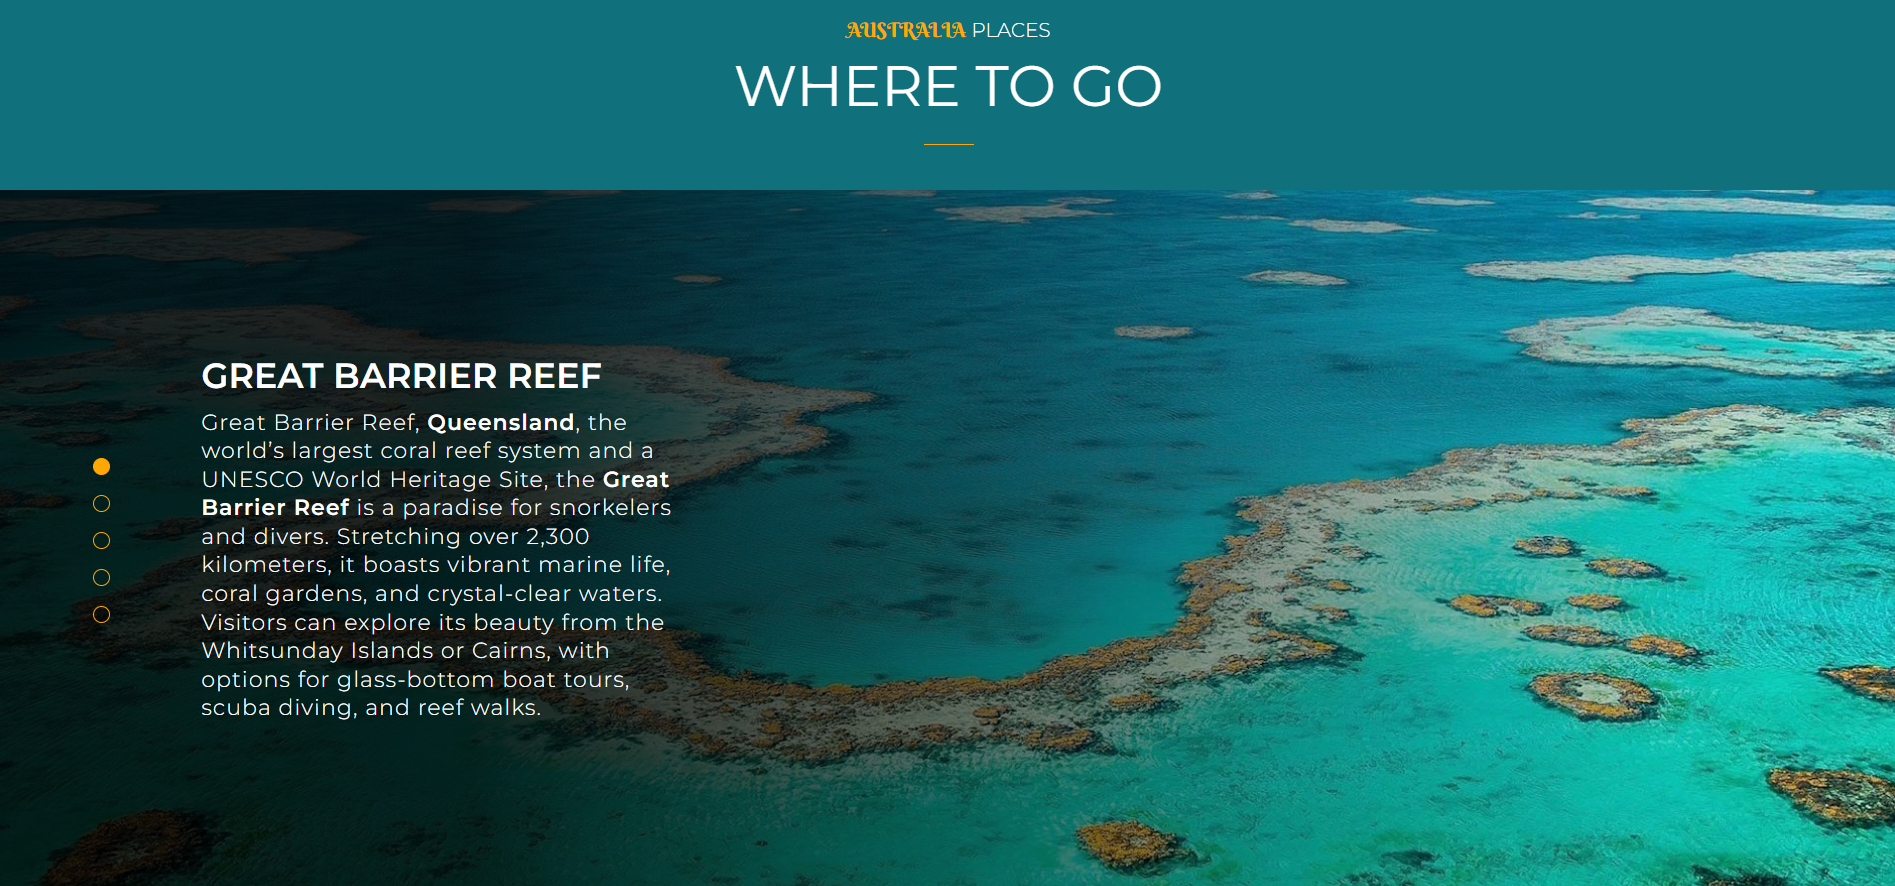 AUSTRALIA PLACES
WHERE TO GO
GREAT BARRIER REEF
Great Barrier Reef, Queensland, the
world’s largest coral reef system and a
UNESCO World Heritage Site, the Great
Barrier Reef is a paradise for snorkelers
and divers. Stretching over 2,300
kilometers, it boasts vibrant marine life,
coral gardens, and crystal-clear waters.
Visitors can explore its beauty from the
Whitsunday Islands or Cairns, with
options for glass-bottom boat tours,
scuba diving, and reef walks.